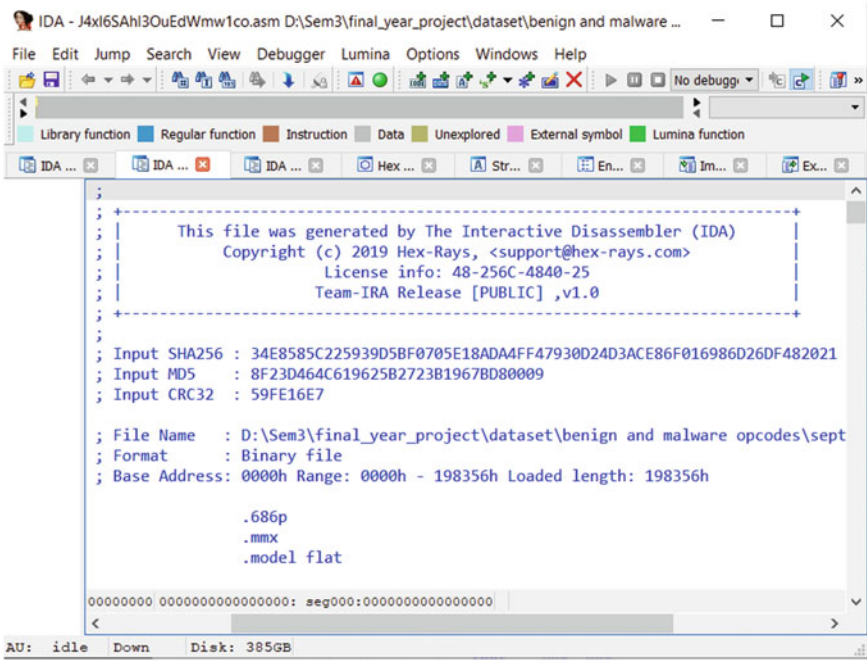 IDA - J4xI6SAhl3OuEdWmw1co.asm D:\Sem3\final_year_project\dataset\benign and malware ...
File Edit Jump Search View Debugger Lumina Options Windows Help
No debugge
Library function Regular function Instruction Data Unexplored External symbol Lumina function
IDA ... IDA ... IDA ... Hex ... Str... En... Im... Ex...
;
; +-------------------------------------------------------------------------+
; | This file was generated by The Interactive Disassembler (IDA) |
; | Copyright (c) 2019 Hex-Rays, <support@hex-rays.com> |
; | License info: 48-256C-4840-25 |
; | Team-IRA Release [PUBLIC] ,v1.0 |
; +-------------------------------------------------------------------------+
;
; Input SHA256 : 34E8585C225939D5BF0705E18ADA4FF47930D24D3ACE86F016986D26DF482021
; Input MD5 : 8F23D464C619625B2723B1967BD80009
; Input CRC32 : 59FE16E7
; File Name : D:\Sem3\final_year_project\dataset\benign and malware opcodes\sept
; Format : Binary file
; Base Address: 0000h Range: 0000h - 198356h Loaded length: 198356h
.686p
.mmx
.model flat
00000000 0000000000000000: seg000:0000000000000000
AU: idle Down Disk: 385GB